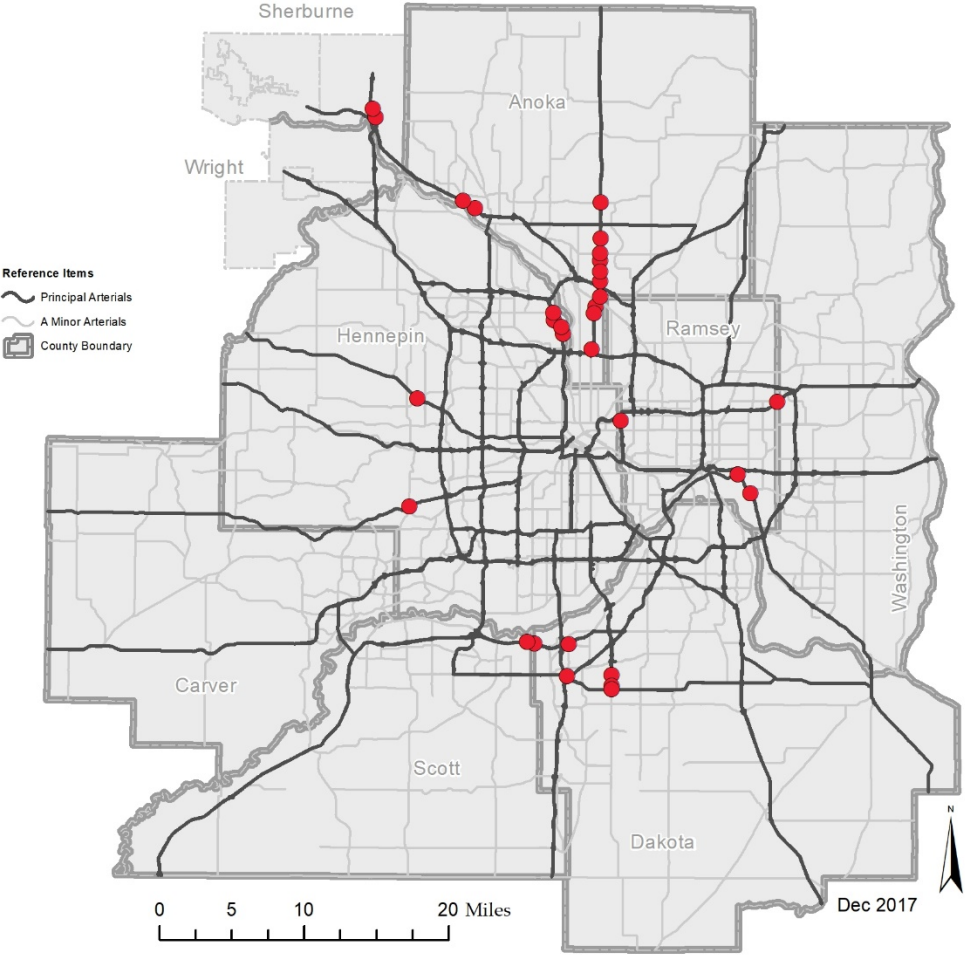 Sherburne
Anoka
Wright
Reference Items
Principal Arterials
A Minor Arterials
County Boundary
Hennepin
Ramsey
Washington
Carver
Scott
Dakota
N
Dec 2017
0 5 10 20 Miles